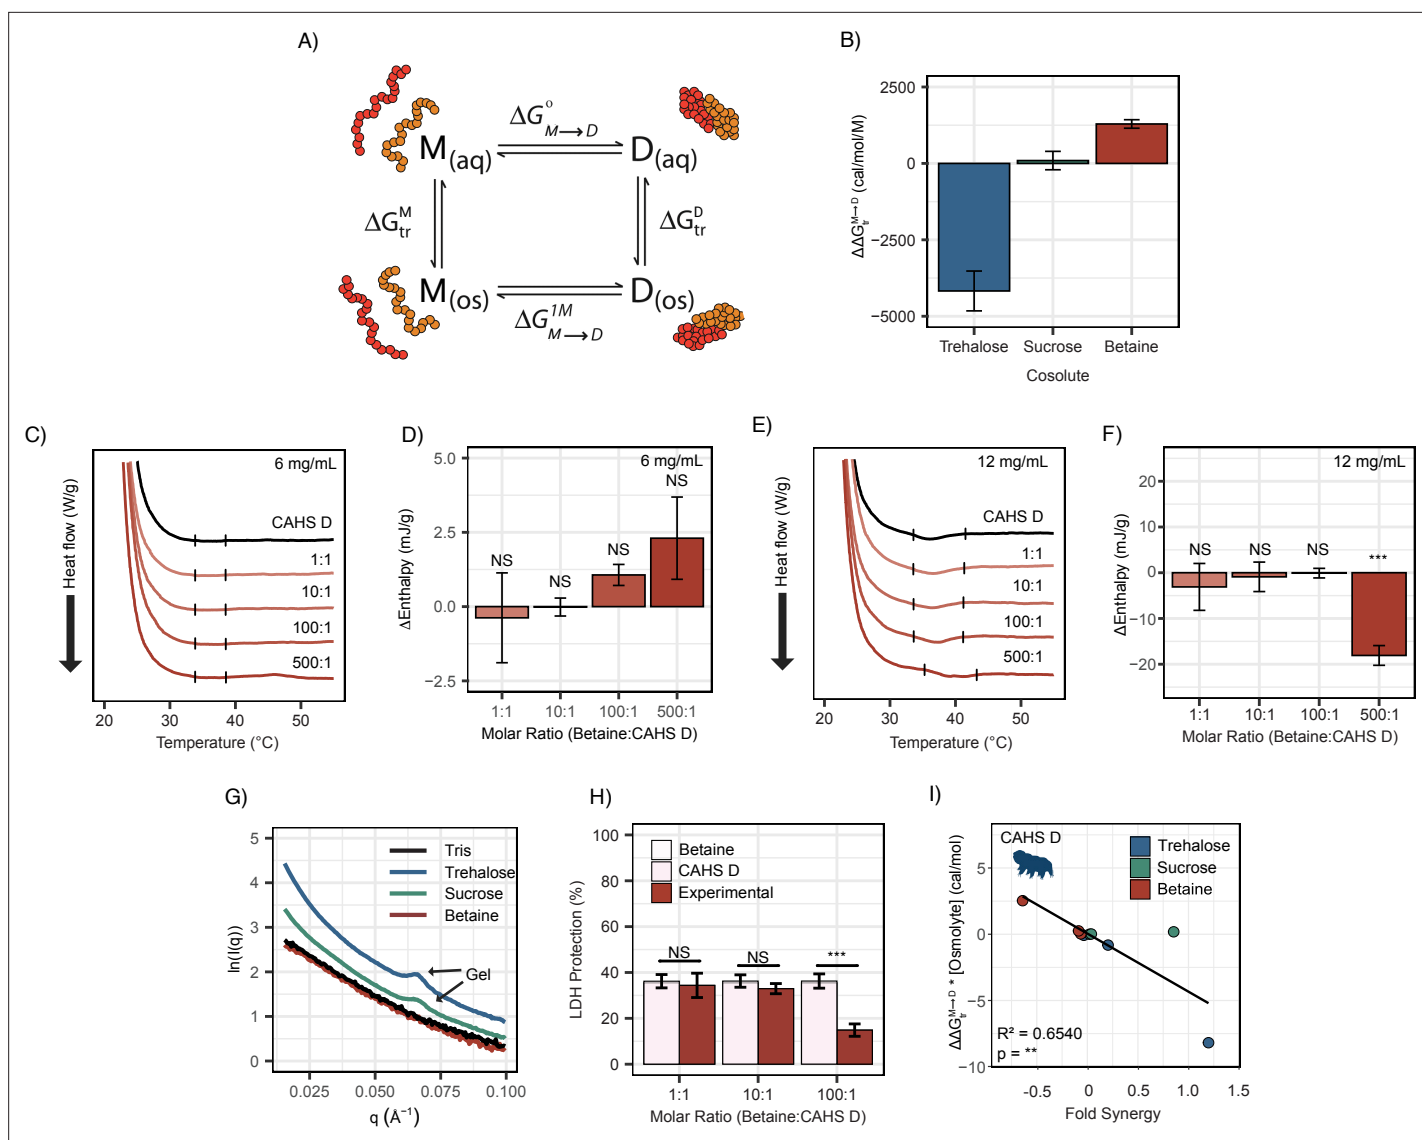 A)
ΔG°M→D
M(aq)
D(aq)
ΔGMtr
ΔGDtr
M(os)
D(os)
ΔG1MM→D
B)
ΔΔGtrM→D (cal/mol/M)
2500
0
−2500
−5000
Trehalose Sucrose Betaine
Cosolute
C)
6 mg/mL
Heat flow (W/g)
CAHS D
1:1
10:1
100:1
500:1
20 30 40 50
Temperature (°C)
D)
6 mg/mL
ΔEnthalpy (mJ/g)
5.0
2.5
0.0
−2.5
NS NS NS NS
1:1 10:1 100:1 500:1
Molar Ratio (Betaine:CAHS D)
E)
12 mg/mL
Heat flow (W/g)
CAHS D
1:1
10:1
100:1
500:1
20 30 40 50
Temperature (°C)
F)
12 mg/mL
ΔEnthalpy (mJ/g)
20
10
0
−10
−20
NS NS NS ***
1:1 10:1 100:1 500:1
Molar Ratio (Betaine:CAHS D)
G)
ln(I(q))
5
4
3
2
1
0
Tris
Trehalose
Sucrose
Betaine
Gel
0.025 0.050 0.075 0.100
q (Å−1)
H)
LDH Protection (%)
100
80
60
40
20
0
Betaine
CAHS D
Experimental
NS NS ***
1:1 10:1 100:1
Molar Ratio (Betaine:CAHS D)
I)
ΔΔGtrM→D * [Osmolyte] (cal/mol)
CAHS D
Trehalose
Sucrose
Betaine
5
0
−5
−10
R² = 0.6540
p = **
-0.5 0 0.5 1.0 1.5
Fold Synergy